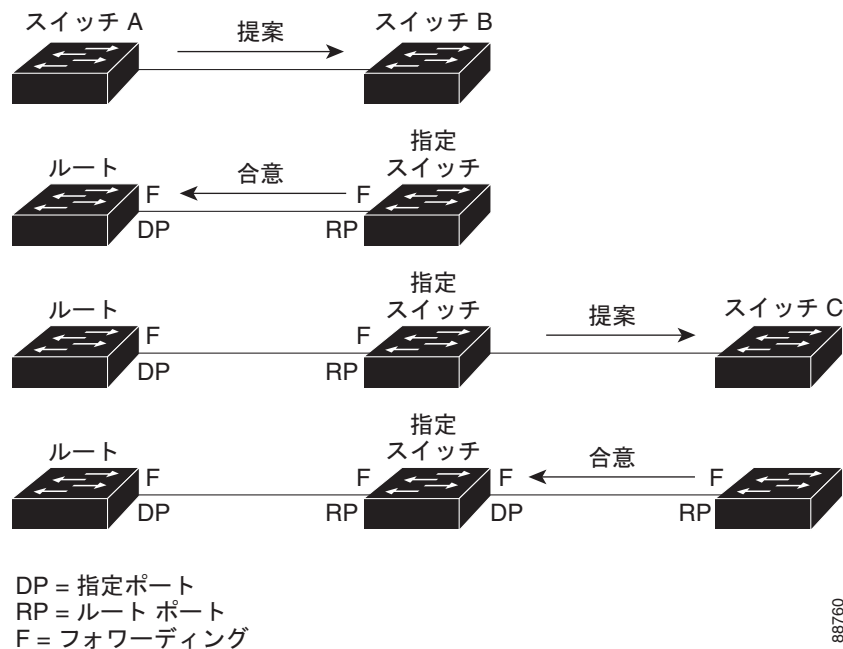 スイッチ A
提案
スイッチ B
ルート
F
合意
F
指定
スイッチ
DP
RP
ルート
F
F
指定
スイッチ
提案
スイッチ C
DP
RP
ルート
F
F
指定
スイッチ
F
合意
F
DP
RP
DP
RP
DP = 指定ポート
RP = ルート ポート
F = フォワーディング
88760